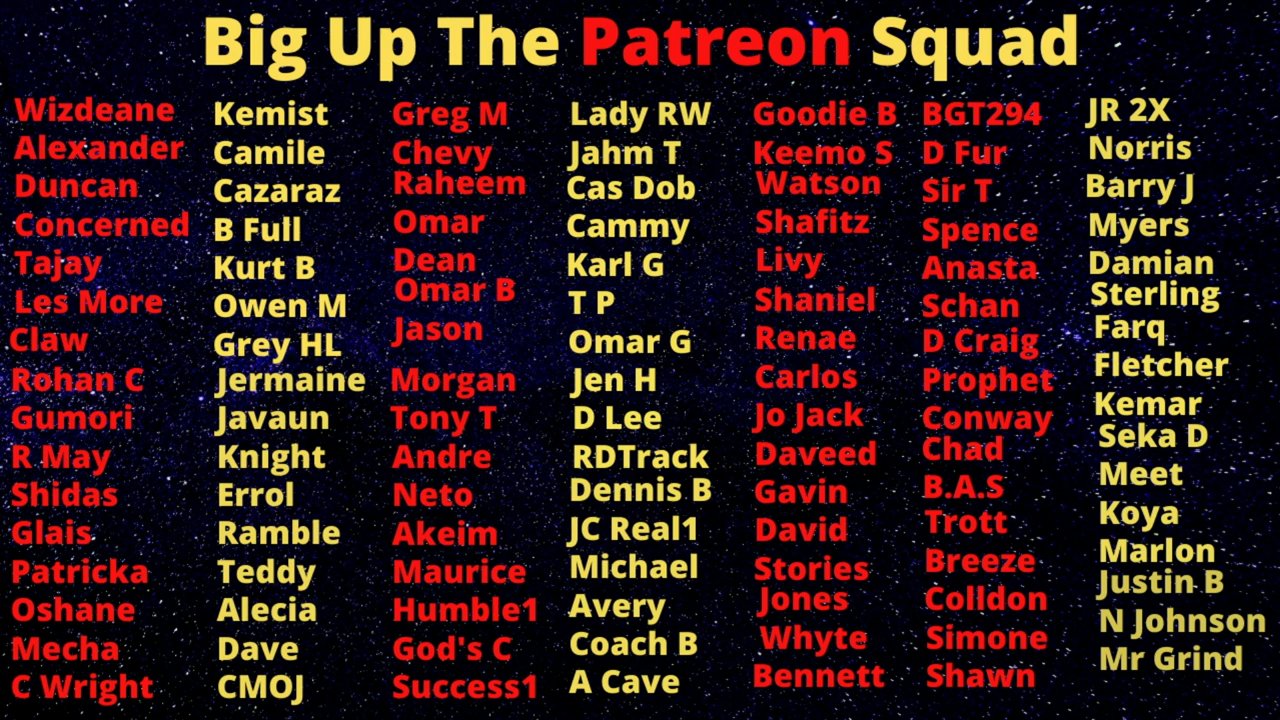 Big Up The Patreon Squad
Wizdeane
Alexander
Duncan
Concerned
Tajay
Les More
Claw
Rohan C
Gumori
R May
Shidas
Glais
Patricka
Oshane
Mecha
C Wright
Kemist
Camile
Cazaraz
B Full
Kurt B
Owen M
Grey HL
Jermaine
Javaun
Knight
Errol
Ramble
Teddy
Alecia
Dave
CMOJ
Greg M
Chevy
Raheem
Omar
Dean
Omar B
Jason
Morgan
Tony T
Andre
Neto
Akeim
Maurice
Humble1
God's C
Success1
Lady RW
Jahm T
Cas Dob
Cammy
Karl G
T P
Omar G
Jen H
D Lee
RDTrack
Dennis B
JC Real1
Michael
Avery
Coach B
A Cave
Goodie B
Keemo S
Watson
Shafitz
Livy
Shaniel
Renae
Carlos
Jo Jack
Daveed
Gavin
David
Stories
Jones
Whyte
Bennett
BGT294
D Fur
Sir T
Spence
Anasta
Schan
D Craig
Prophet
Conway
Chad
B.A.S
Trott
Breeze
Colldon
Simone
Shawn
JR 2X
Norris
Barry J
Myers
Damian
Sterling
Farq
Fletcher
Kemar
Seka D
Meet
Koya
Marlon
Justin B
N Johnson
Mr Grind